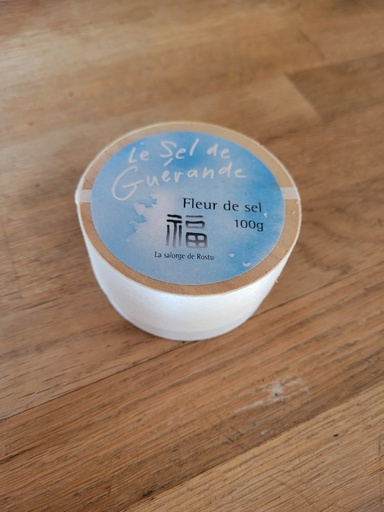 Le Sel de
Guérande
Fleur de sel
100g
福
La salorge de Rostu